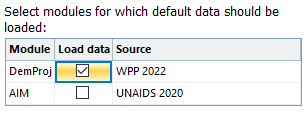 Select modules for which default data should be
loaded:
Module Load data Source
DemProj WPP 2022
AIM UNAIDS 2020